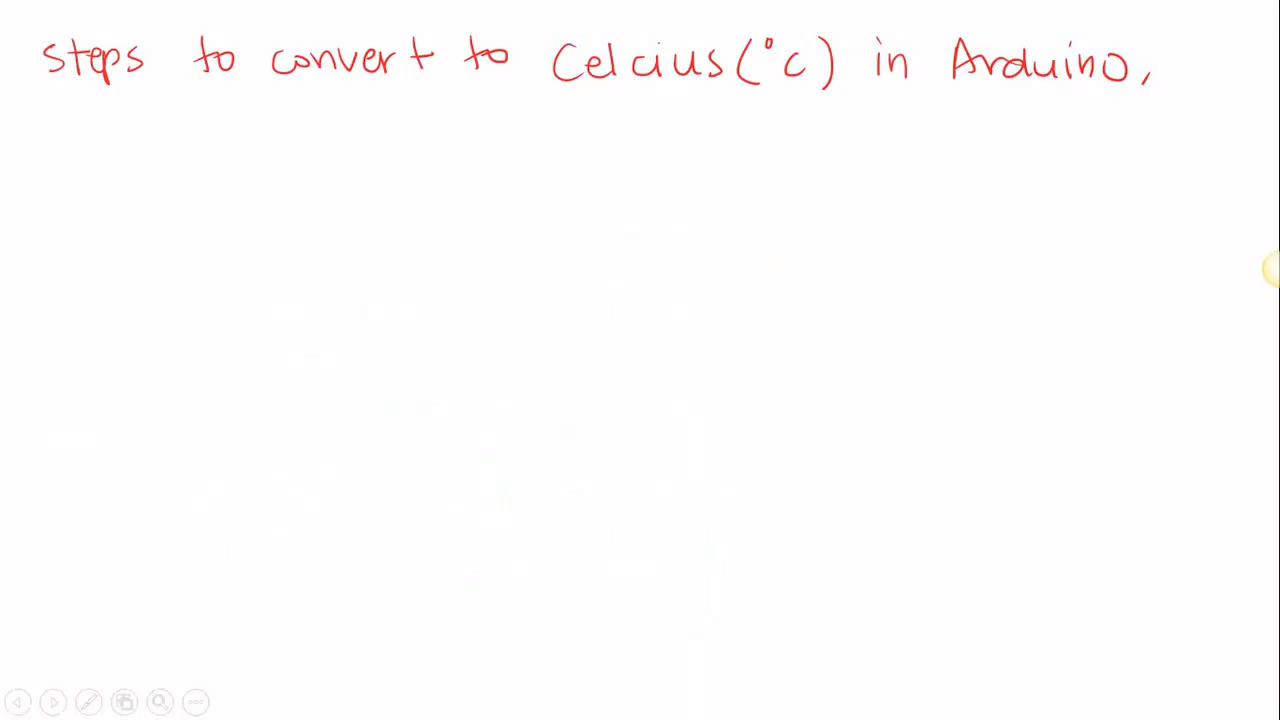 steps to convert to Celcius (°c) in Arduino,